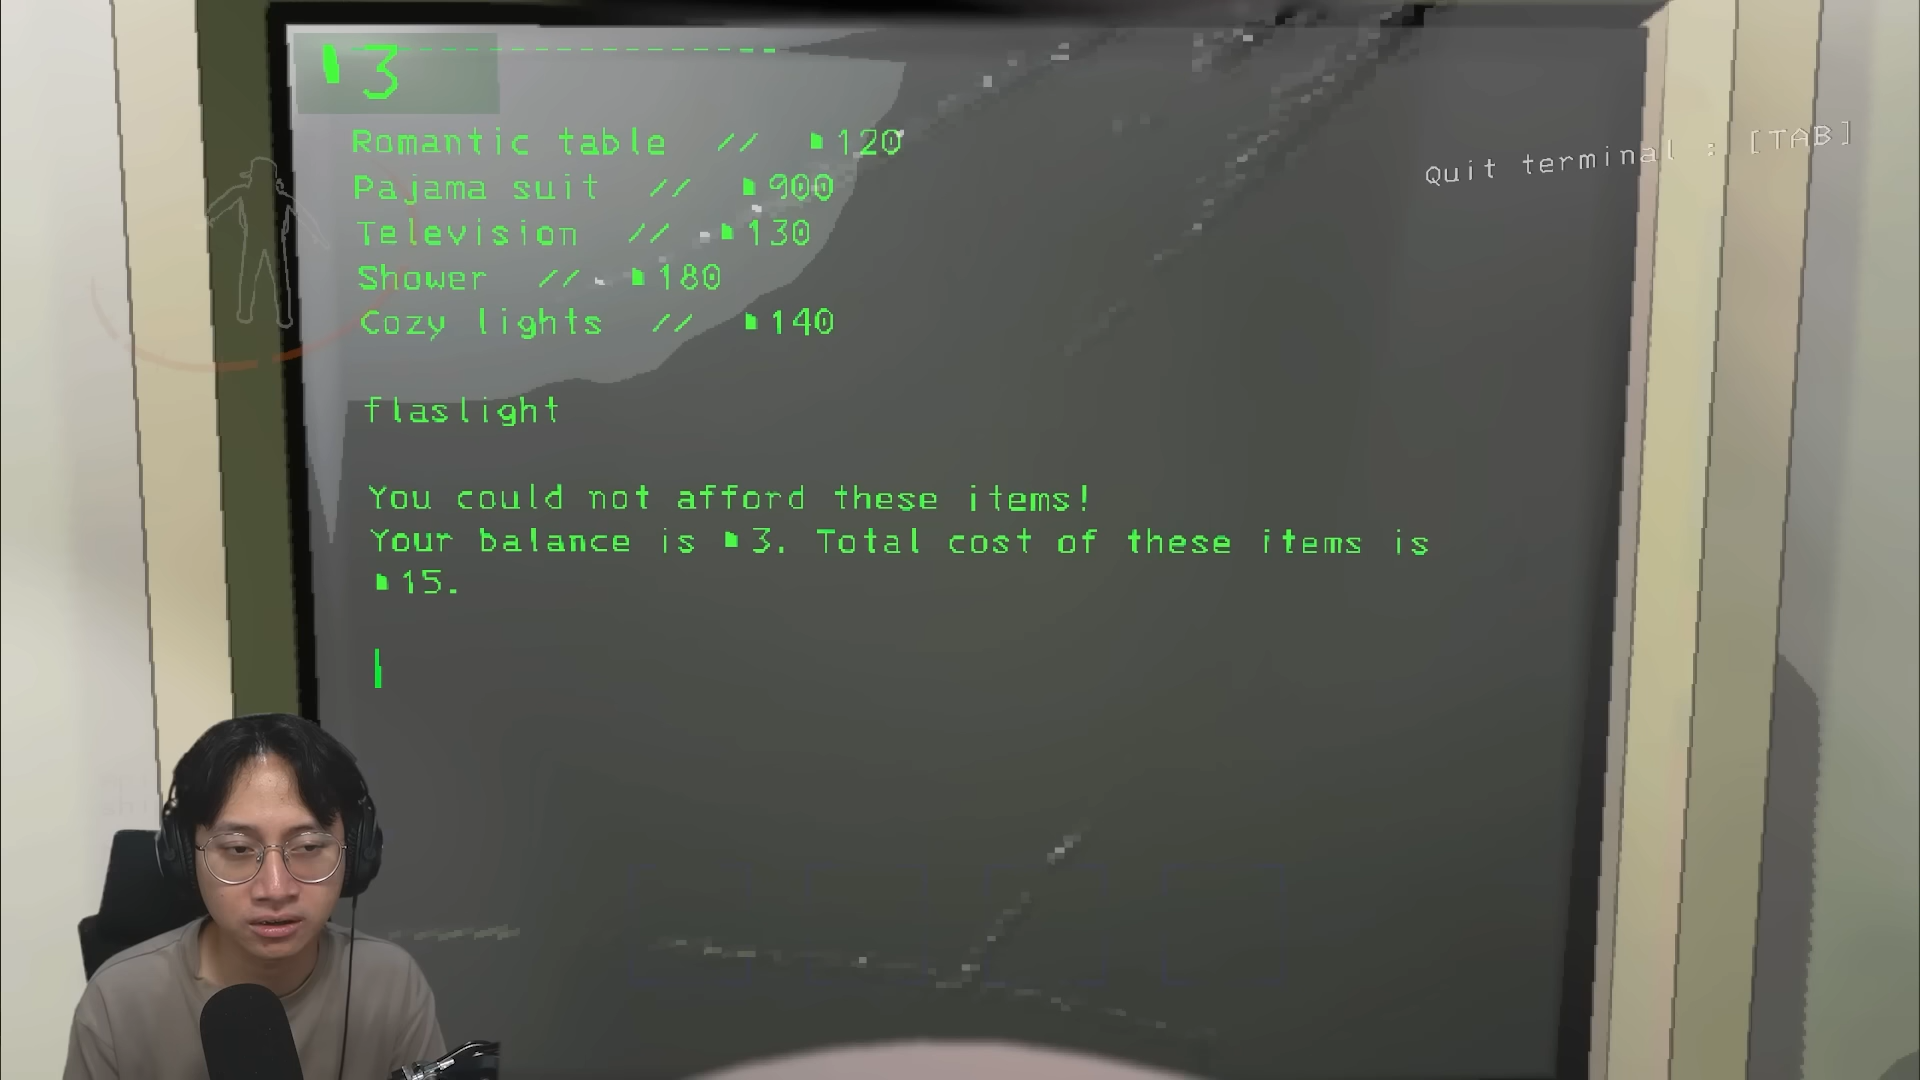 3
Romantic table // 120
Pajama suit // 900
Television // 130
Shower // 180
Cozy lights // 140
Quit terminal : [TAB]
flaslight
You could not afford these items!
Your balance is 3. Total cost of these items is
15.